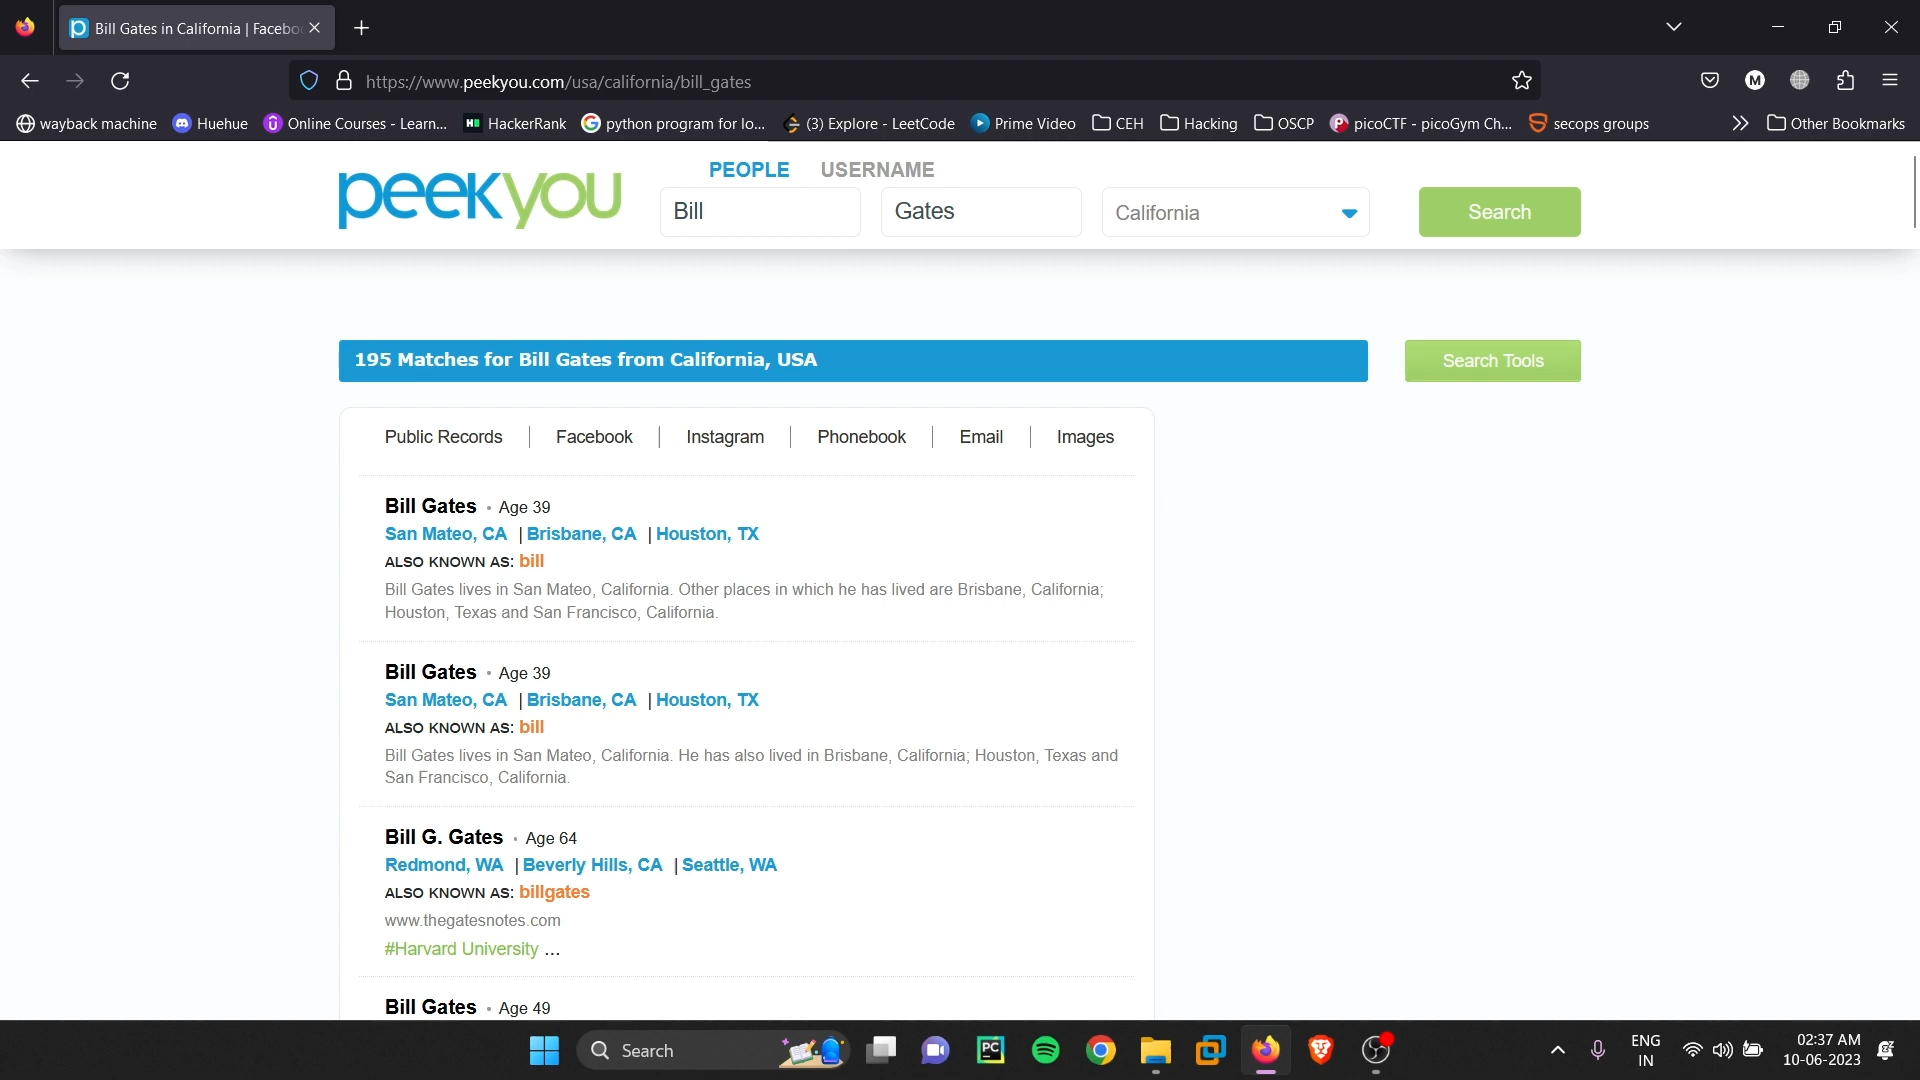 Bill Gates in California | Facebo
https://www.peekyou.com/usa/california/bill_gates
wayback machine Huehue Online Courses - Learn... HackerRank python program for lo... (3) Explore - LeetCode Prime Video CEH Hacking OSCP picoCTF - picoGym Ch... secops groups Other Bookmarks
PEOPLE USERNAME
peekyou Bill Gates California Search
195 Matches for Bill Gates from California, USA Search Tools
Public Records | Facebook | Instagram | Phonebook | Email | Images
Bill Gates • Age 39
San Mateo, CA | Brisbane, CA | Houston, TX
ALSO KNOWN AS: bill
Bill Gates lives in San Mateo, California. Other places in which he has lived are Brisbane, California;
Houston, Texas and San Francisco, California.
Bill Gates • Age 39
San Mateo, CA | Brisbane, CA | Houston, TX
ALSO KNOWN AS: bill
Bill Gates lives in San Mateo, California. He has also lived in Brisbane, California; Houston, Texas and
San Francisco, California.
Bill G. Gates • Age 64
Redmond, WA | Beverly Hills, CA | Seattle, WA
ALSO KNOWN AS: billgates
www.thegatesnotes.com
#Harvard University ...
Bill Gates • Age 49
Search
ENG
IN
02:37 AM
10-06-2023